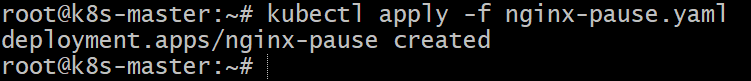 root@k8s-master:~# kubectl apply -f nginx-pause.yaml
deployment.apps/nginx-pause created
root@k8s-master:~#